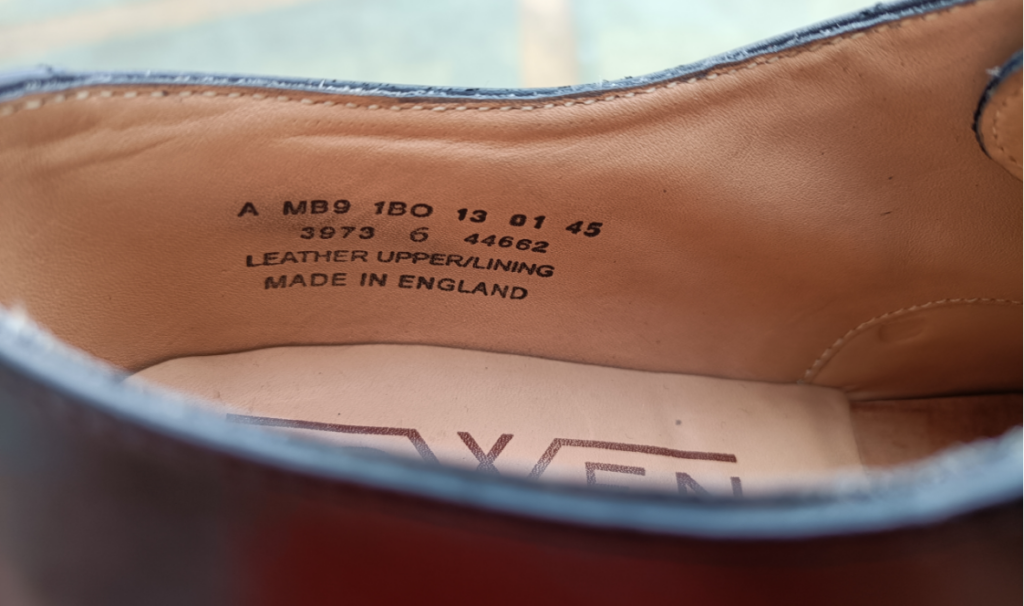 A MB9 1BO 13 01 45
3973 6 44662
LEATHER UPPER/LINING
MADE IN ENGLAND